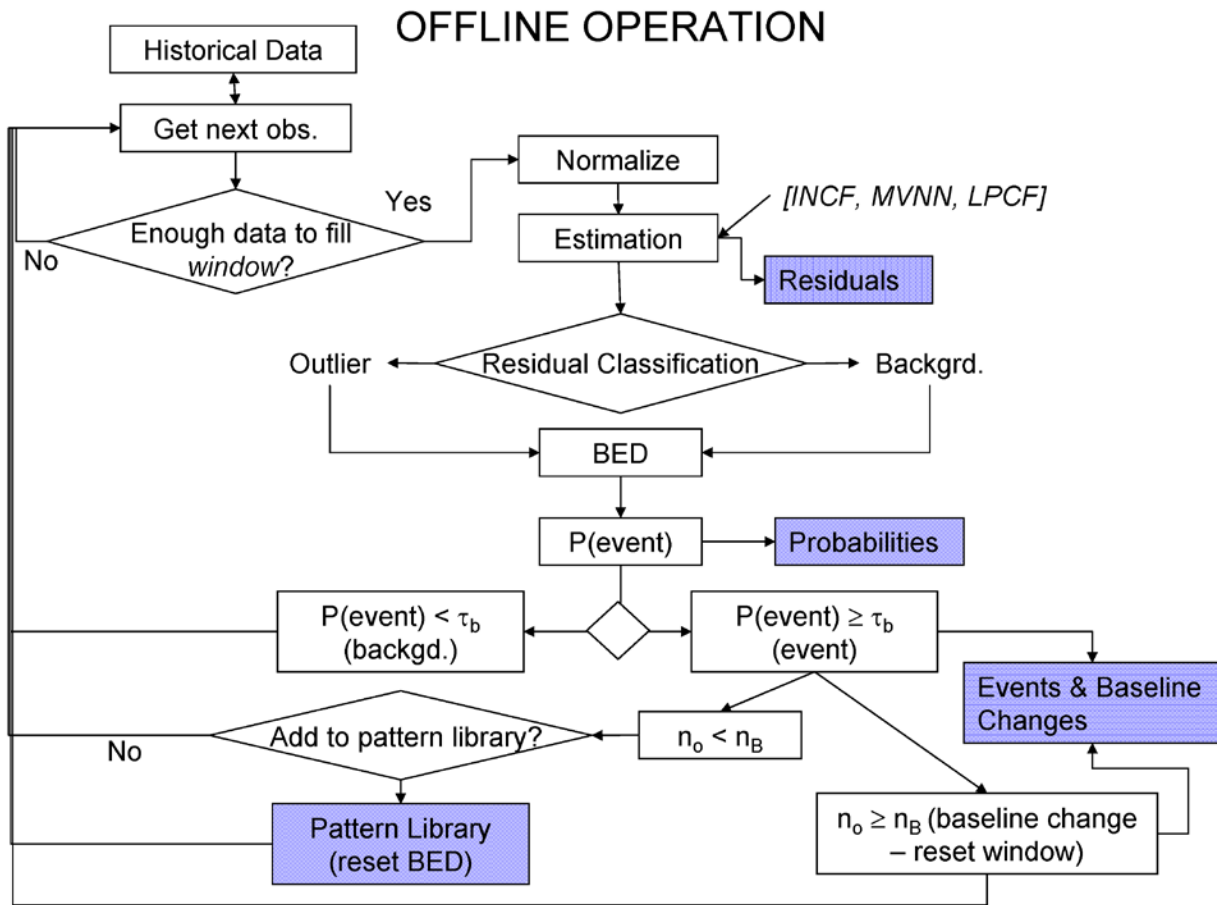 OFFLINE OPERATION
Historical Data
Get next obs.
Enough data to fill
window?
No
Yes
Normalize
Estimation
[INCF, MVNN, LPCF]
Residuals
Residual Classification
Outlier
Backgrd.
BED
P(event)
Probabilities
P(event) < τb
(backgd.)
P(event) ≥ τb
(event)
Events & Baseline
Changes
no < nB
Add to pattern library?
No
Pattern Library
(reset BED)
no ≥ nB (baseline change
– reset window)